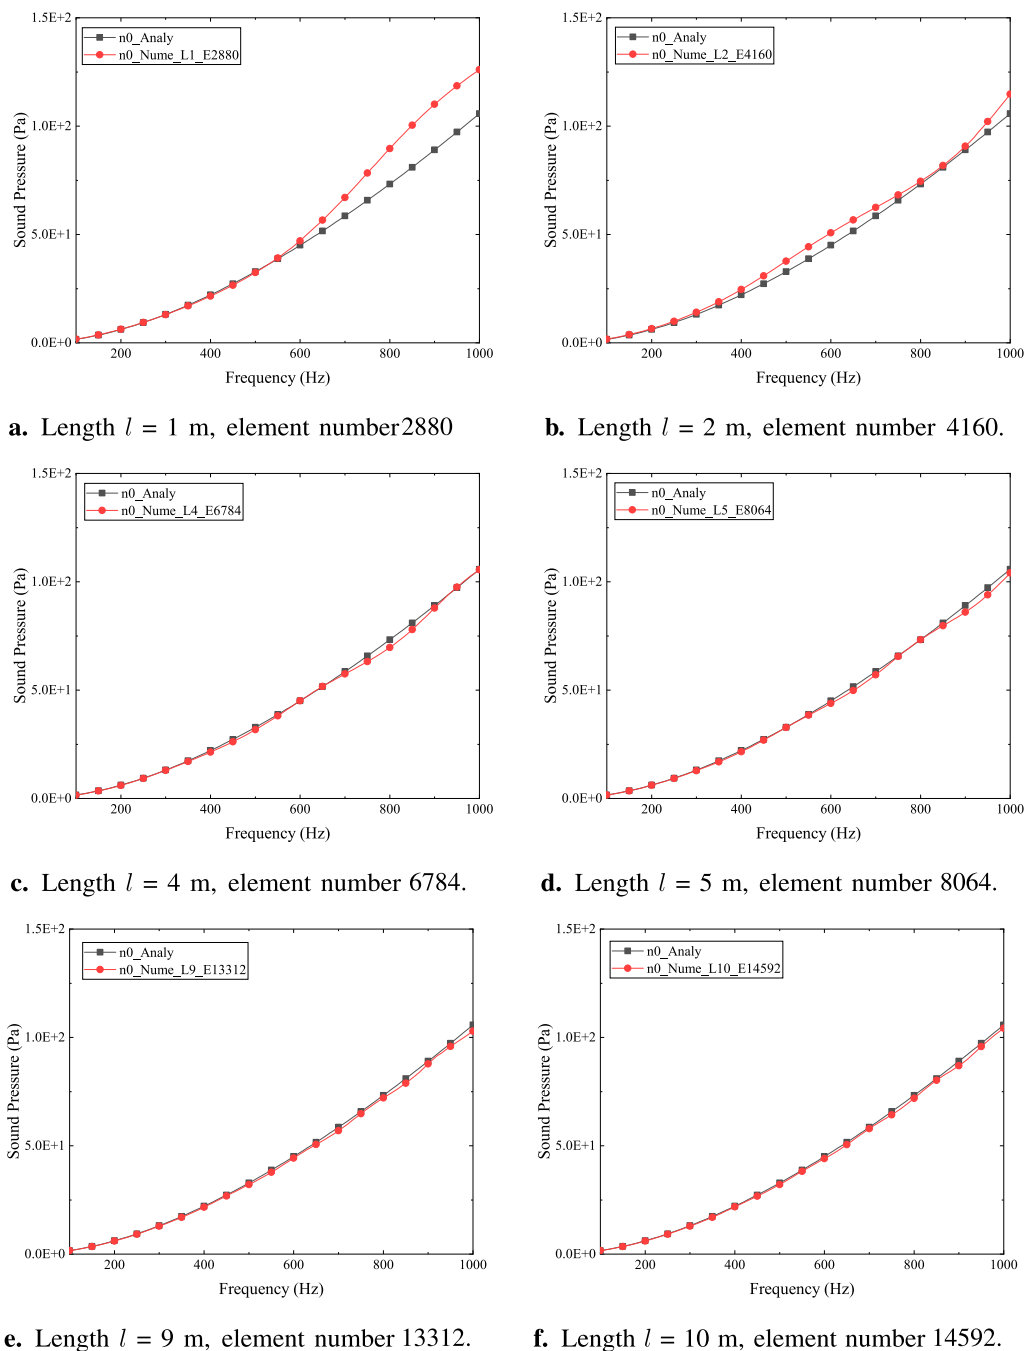 1.5E+2
n0_Analy
n0_Nume_L1_E2880
1.0E+2
5.0E+1
0.0E+0
Sound Pressure (Pa)
200 400 600 800 1000
Frequency (Hz)
a. Length l = 1 m, element number2880
1.5E+2
n0_Analy
n0_Nume_L2_E4160
1.0E+2
5.0E+1
0.0E+0
Sound Pressure (Pa)
200 400 600 800 1000
Frequency (Hz)
b. Length l = 2 m, element number 4160.
1.5E+2
n0_Analy
n0_Nume_L4_E6784
1.0E+2
5.0E+1
0.0E+0
Sound Pressure (Pa)
200 400 600 800 1000
Frequency (Hz)
c. Length l = 4 m, element number 6784.
1.5E+2
n0_Analy
n0_Nume_L5_E8064
1.0E+2
5.0E+1
0.0E+0
Sound Pressure (Pa)
200 400 600 800 1000
Frequency (Hz)
d. Length l = 5 m, element number 8064.
1.5E+2
n0_Analy
n0_Nume_L9_E13312
1.0E+2
5.0E+1
0.0E+0
Sound Pressure (Pa)
200 400 600 800 1000
Frequency (Hz)
e. Length l = 9 m, element number 13312.
1.5E+2
n0_Analy
n0_Nume_L10_E14592
1.0E+2
5.0E+1
0.0E+0
Sound Pressure (Pa)
200 400 600 800 1000
Frequency (Hz)
f. Length l = 10 m, element number 14592.